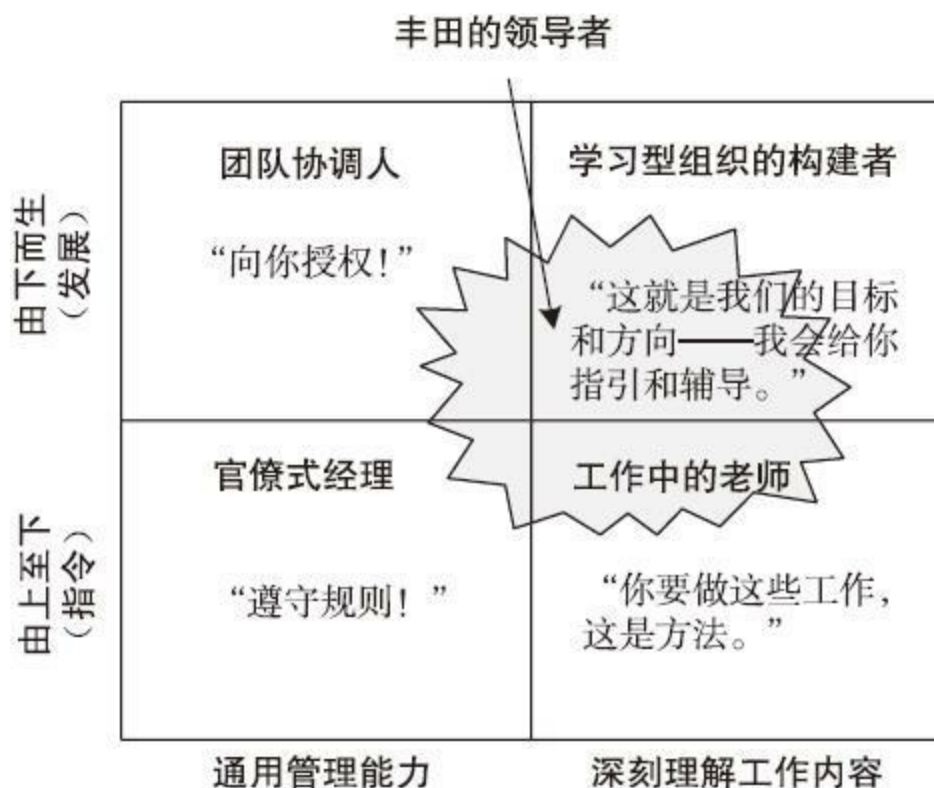 丰田的领导者
团队协调人
学习型组织的构建者
由下而生
（发展）
“向你授权！”
“这就是我们的目标
和方向——我会给你
指引和辅导。”
官僚式经理
工作中的老师
由上至下
（指令）
“遵守规则！”
“你要做这些工作，
这是方法。”
通用管理能力
深刻理解工作内容